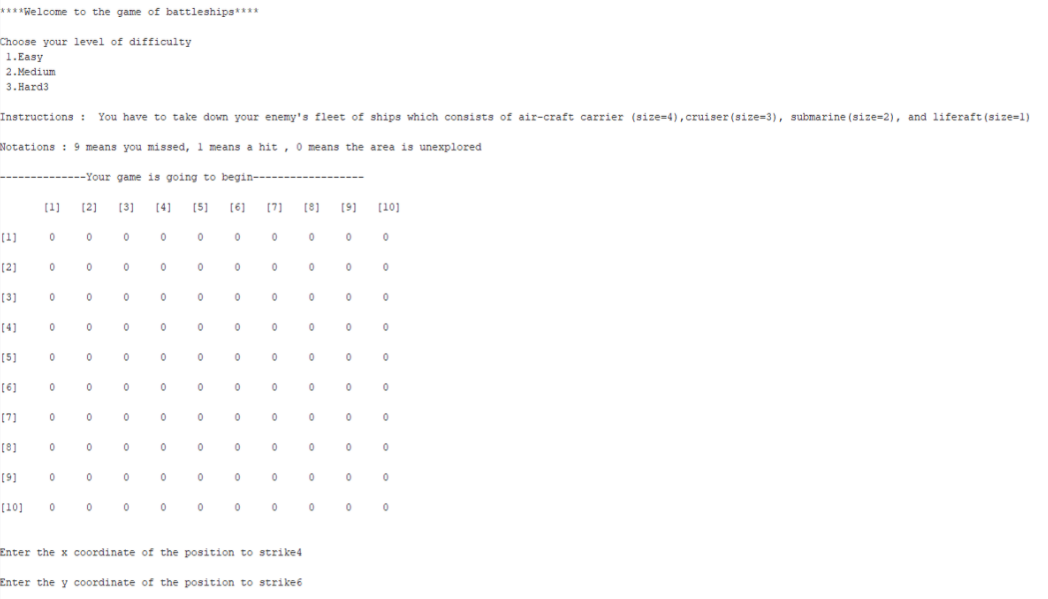 ****Welcome to the game of battleships****
Choose your level of difficulty
1.Easy
2.Medium
3.Hard3
Instructions :  You have to take down your enemy's fleet of ships which consists of air-craft carrier (size=4),cruiser(size=3), submarine(size=2), and liferaft(size=1)
Notations : 9 means you missed, 1 means a hit , 0 means the area is unexplored
--------------Your game is going to begin------------------
[1] [2] [3] [4] [5] [6] [7] [8] [9] [10]
[1] 0 0 0 0 0 0 0 0 0 0
[2] 0 0 0 0 0 0 0 0 0 0
[3] 0 0 0 0 0 0 0 0 0 0
[4] 0 0 0 0 0 0 0 0 0 0
[5] 0 0 0 0 0 0 0 0 0 0
[6] 0 0 0 0 0 0 0 0 0 0
[7] 0 0 0 0 0 0 0 0 0 0
[8] 0 0 0 0 0 0 0 0 0 0
[9] 0 0 0 0 0 0 0 0 0 0
[10] 0 0 0 0 0 0 0 0 0 0
Enter the x coordinate of the position to strike4
Enter the y coordinate of the position to strike6